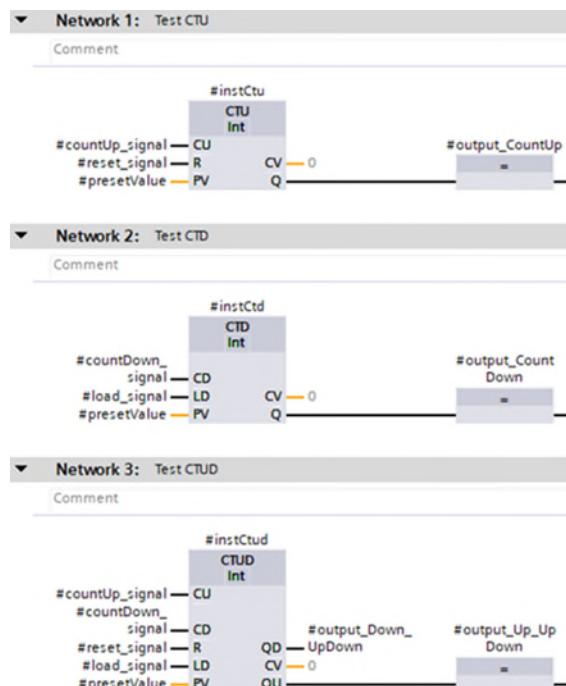 Network 1: Test CTU
Comment
#instCtu
CTU
Int
#countUp_signal CU
#output_CountUp
#reset_signal R CV 0
=
#presetValue PV Q
Network 2: Test CTD
Comment
#instCtd
CTD
Int
#countDown_
signal CD
#output_Count
Down
#load_signal LD CV 0
=
#presetValue PV Q
Network 3: Test CTUD
Comment
#instCtud
CTUD
Int
#countUp_signal CU
#countDown_
signal CD
#output_Down_
UpDown
#output_Up_Up
Down
#reset_signal R QD
#load_signal LD CV 0
=
#presetValue PV QU